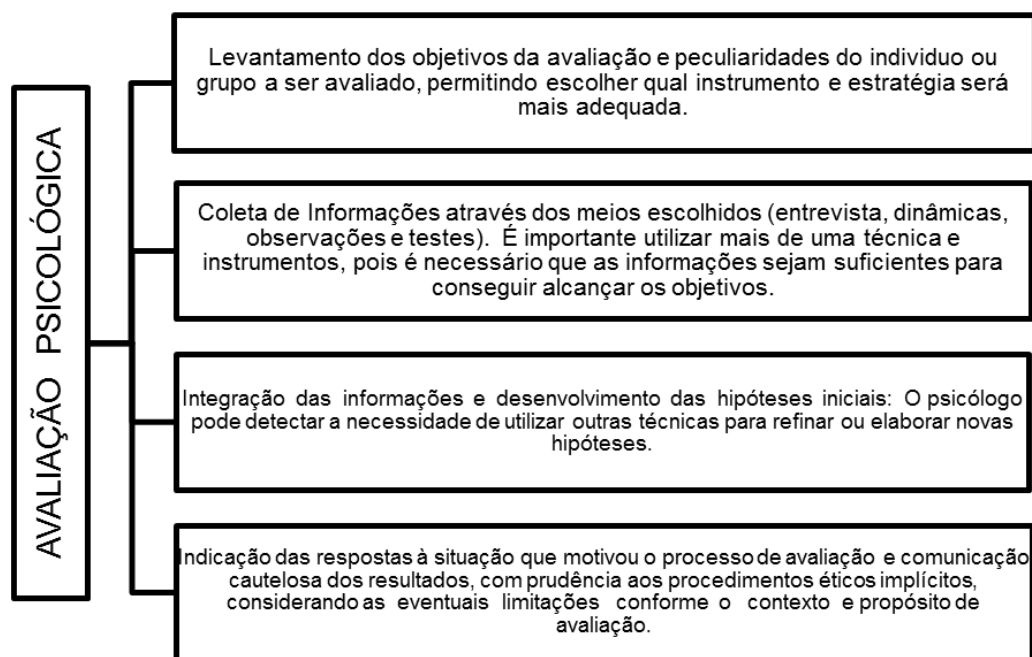 AVALIAÇÃO PSICOLÓGICA
Levantamento dos objetivos da avaliação e peculiaridades do individuo ou
grupo a ser avaliado, permitindo escolher qual instrumento e estratégia será
mais adequada.
Coleta de Informações através dos meios escolhidos (entrevista, dinâmicas,
observações e testes). É importante utilizar mais de uma técnica e
instrumentos, pois é necessário que as informações sejam suficientes para
conseguir alcançar os objetivos.
Integração das informações e desenvolvimento das hipóteses iniciais: O psicólogo
pode detectar a necessidade de utilizar outras técnicas para refinar ou elaborar novas
hipóteses.
Indicação das respostas à situação que motivou o processo de avaliação e comunicação
cautelosa dos resultados, com prudência aos procedimentos éticos implícitos,
considerando as eventuais limitações conforme o contexto e propósito de
avaliação.